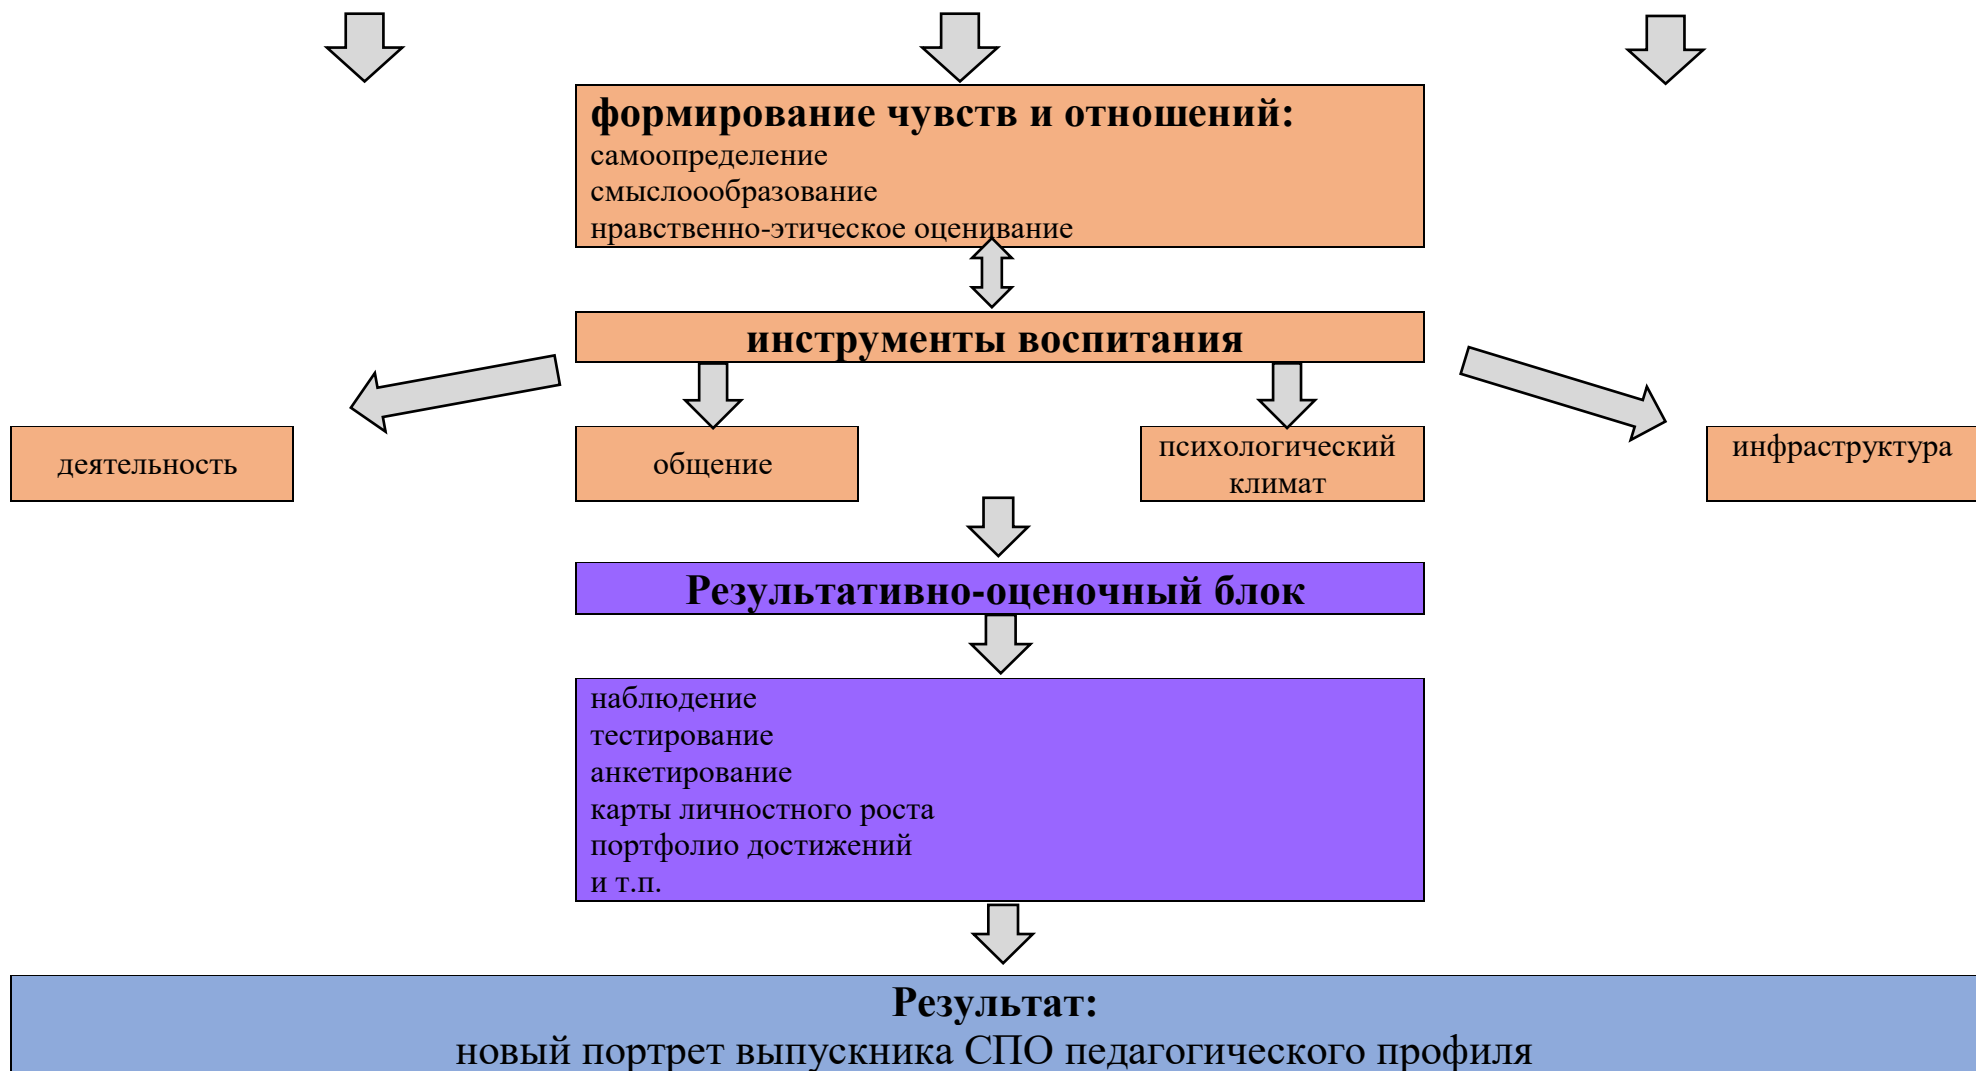 формирование чувств и отношений:
самоопределение
смыслоообразование
нравственно-этическое оценивание
инструменты воспитания
деятельность
общение
психологический
климат
инфраструктура
Результативно-оценочный блок
наблюдение
тестирование
анкетирование
карты личностного роста
портфолио достижений
и т.п.
Результат:
новый портрет выпускника СПО педагогического профиля